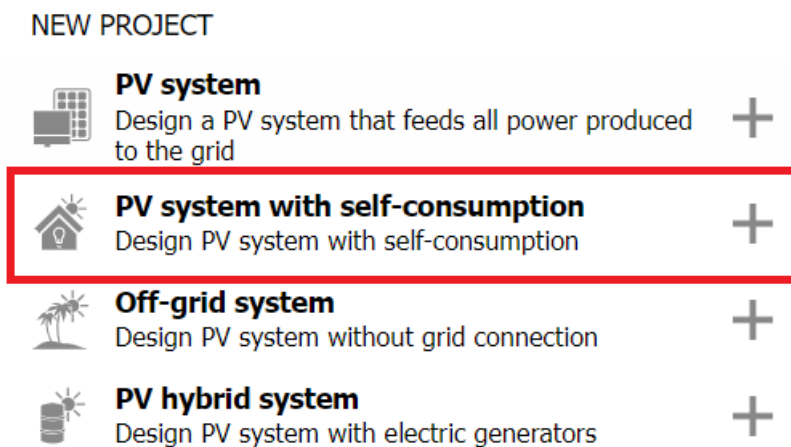 NEW PROJECT
PV system
Design a PV system that feeds all power produced
to the grid
PV system with self-consumption
Design PV system with self-consumption
Off-grid system
Design PV system without grid connection
PV hybrid system
Design PV system with electric generators